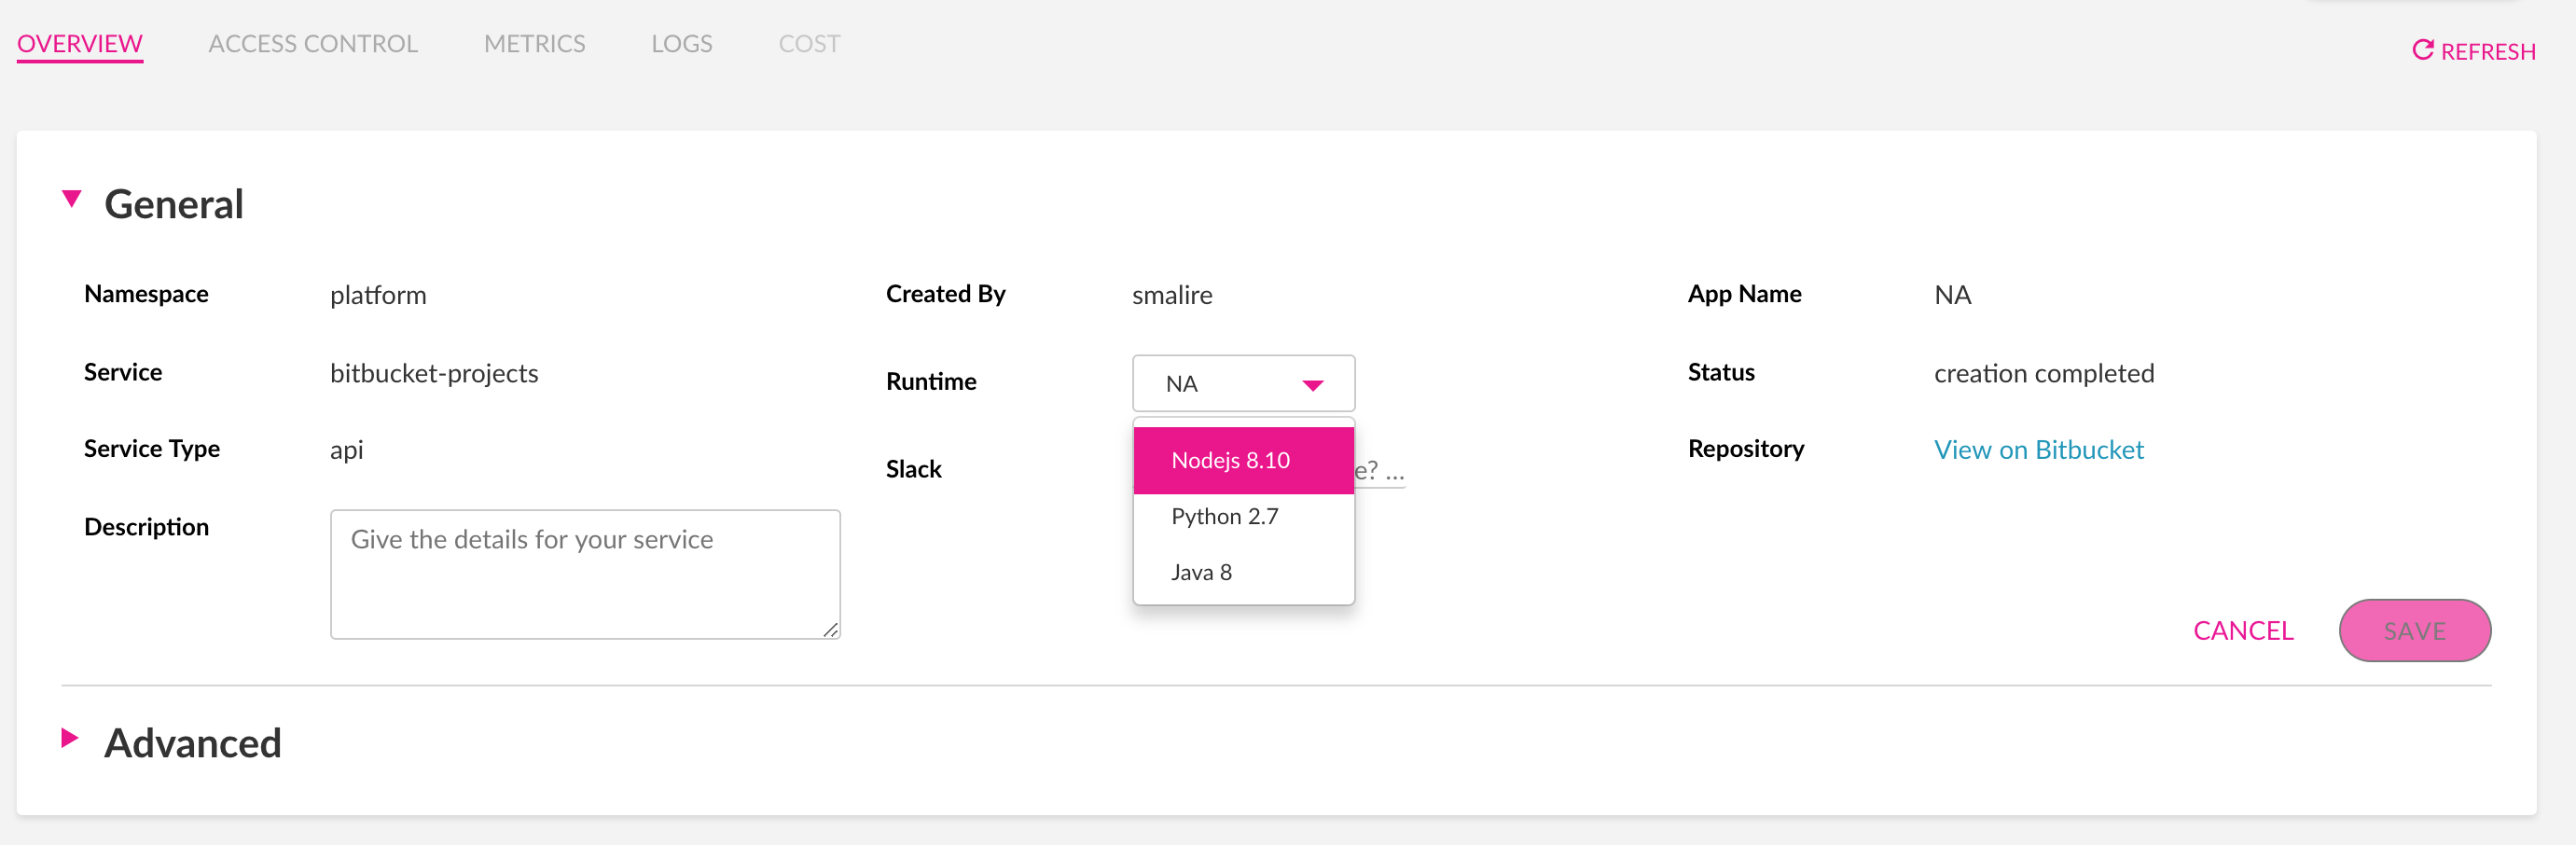 OVERVIEW ACCESS CONTROL METRICS LOGS COST
REFRESH
General
Namespace platform
Created By smalire
App Name NA
Service bitbucket-projects
Runtime NA
Status creation completed
Service Type api
Slack e? ...
Nodejs 8.10
Python 2.7
Java 8
Repository View on Bitbucket
Description Give the details for your service
CANCEL SAVE
Advanced